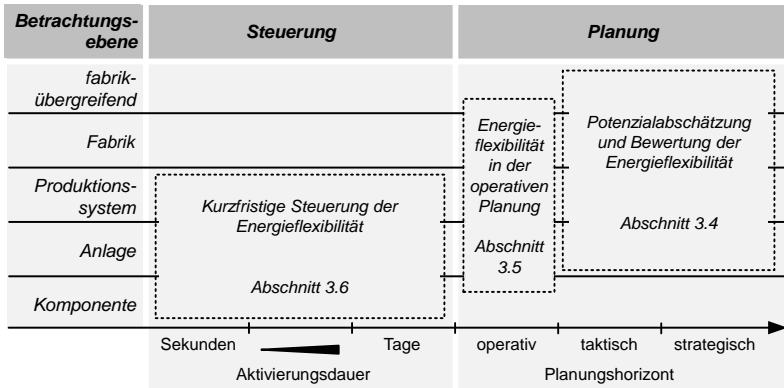 Betrachtungs-
ebene
Steuerung
Planung
fabrik-
übergreifend
Fabrik
Produktions-
system
Anlage
Komponente
Kurzfristige Steuerung der
Energieflexibilität
Abschnitt 3.6
Energie-
flexibilität
in der
operativen
Planung
Abschnitt
3.5
Potenzialabschätzung
und Bewertung der
Energieflexibilität
Abschnitt 3.4
Sekunden
Tage
operativ
taktisch
strategisch
Aktivierungsdauer
Planungshorizont